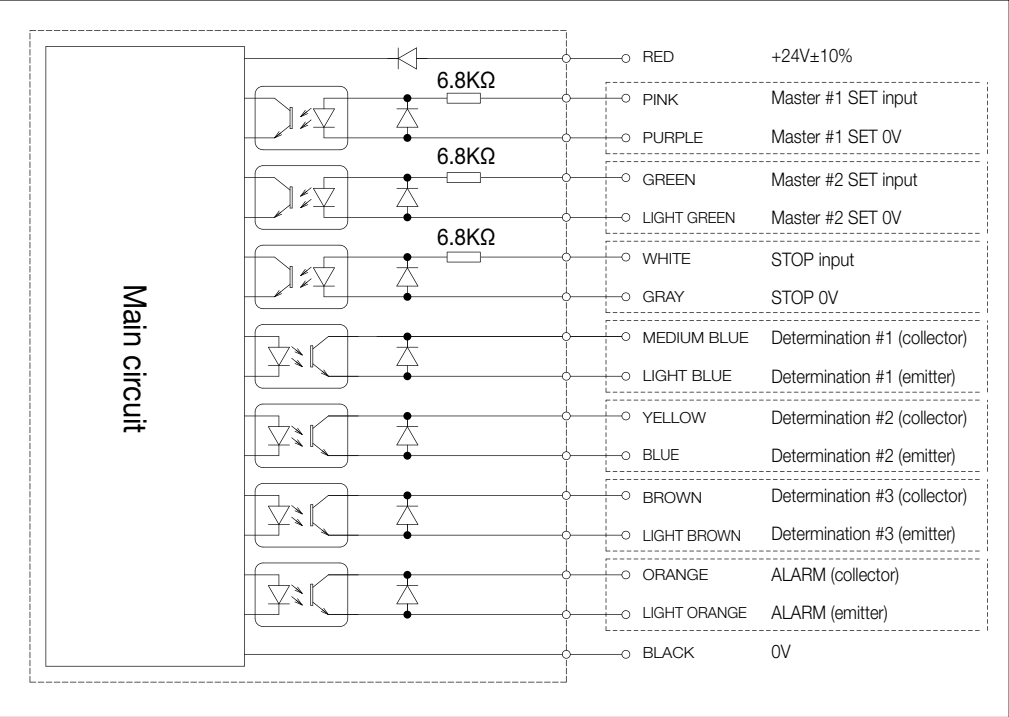 RED +24V±10%
6.8KΩ
PINK Master #1 SET input
PURPLE Master #1 SET 0V
6.8KΩ
GREEN Master #2 SET input
LIGHT GREEN Master #2 SET 0V
6.8KΩ
WHITE STOP input
GRAY STOP 0V
Main circuit
MEDIUM BLUE Determination #1 (collector)
LIGHT BLUE Determination #1 (emitter)
YELLOW Determination #2 (collector)
BLUE Determination #2 (emitter)
BROWN Determination #3 (collector)
LIGHT BROWN Determination #3 (emitter)
ORANGE ALARM (collector)
LIGHT ORANGE ALARM (emitter)
BLACK 0V